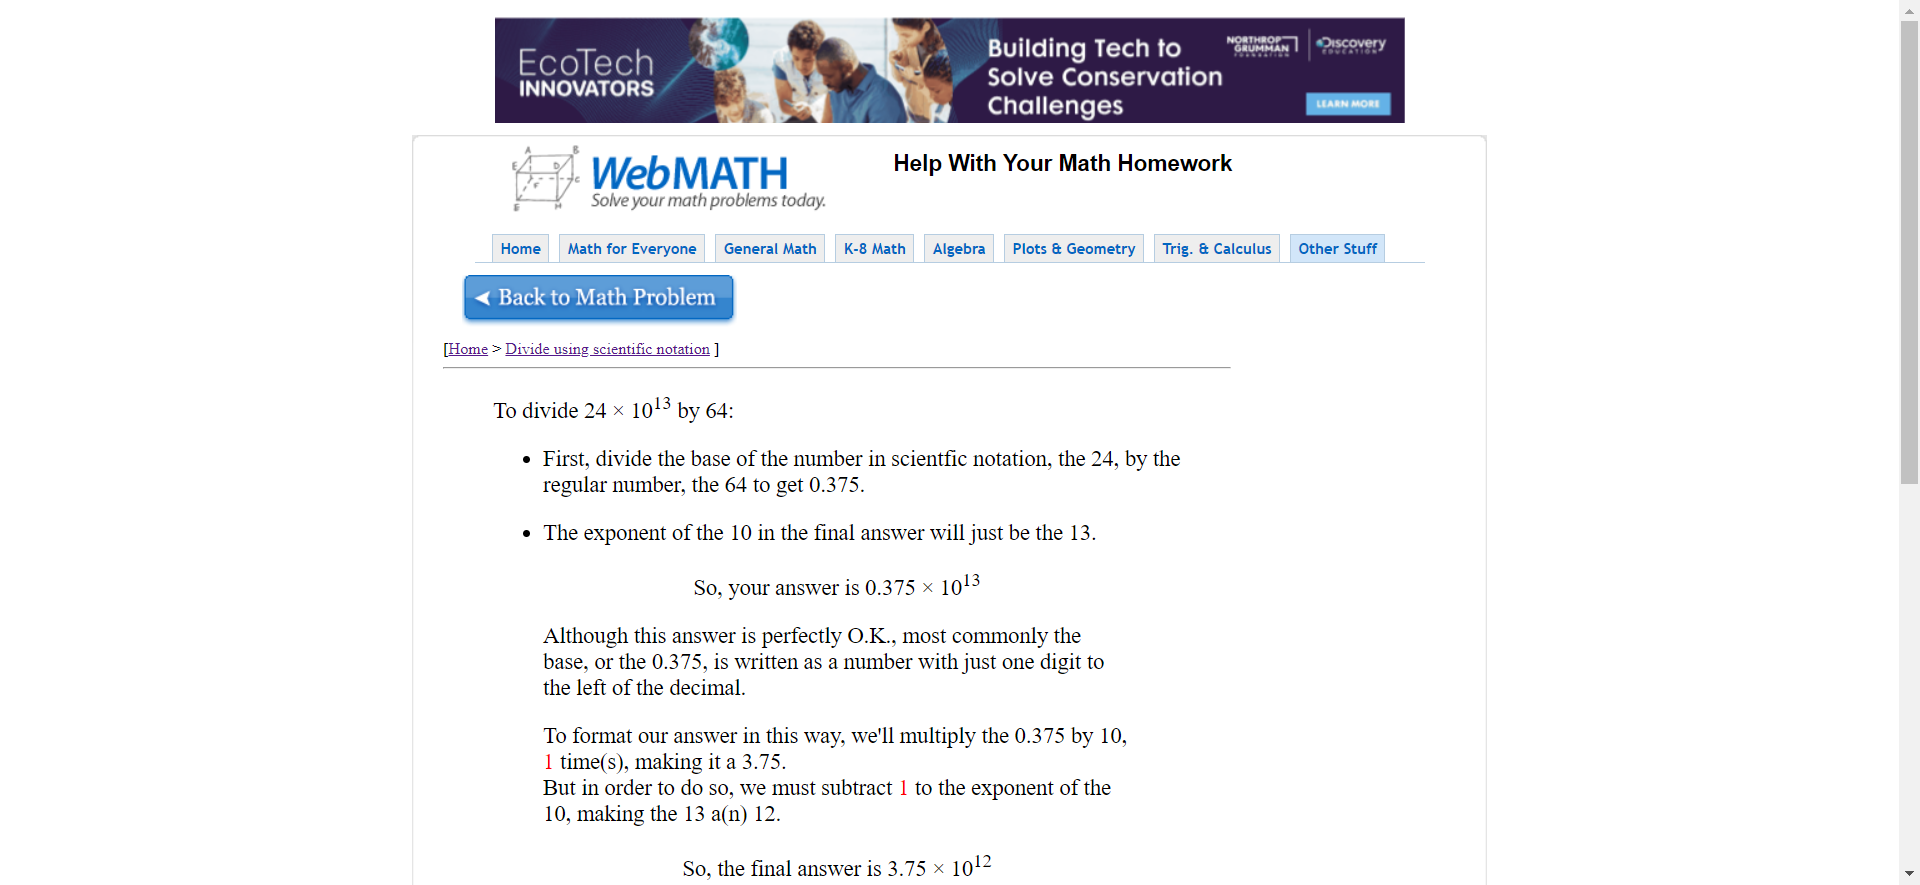 EcoTech
INNOVATORS
Building Tech to
Solve Conservation
Challenges
NORTHROP
GRUMMAN
FOUNDATION
Discovery
EDUCATION
LEARN MORE
A
B
E
D
C
F
E
H
WebMATH
Solve your math problems today.
Help With Your Math Homework
Home
Math for Everyone
General Math
K-8 Math
Algebra
Plots & Geometry
Trig. & Calculus
Other Stuff
Back to Math Problem
[Home > Divide using scientific notation ]
To divide 24 × 10¹³ by 64:
• First, divide the base of the number in scientfic notation, the 24, by the
regular number, the 64 to get 0.375.
• The exponent of the 10 in the final answer will just be the 13.
So, your answer is 0.375 × 10¹³
Although this answer is perfectly O.K., most commonly the
base, or the 0.375, is written as a number with just one digit to
the left of the decimal.
To format our answer in this way, we'll multiply the 0.375 by 10,
1 time(s), making it a 3.75.
But in order to do so, we must subtract 1 to the exponent of the
10, making the 13 a(n) 12.
So, the final answer is 3.75 × 10¹²